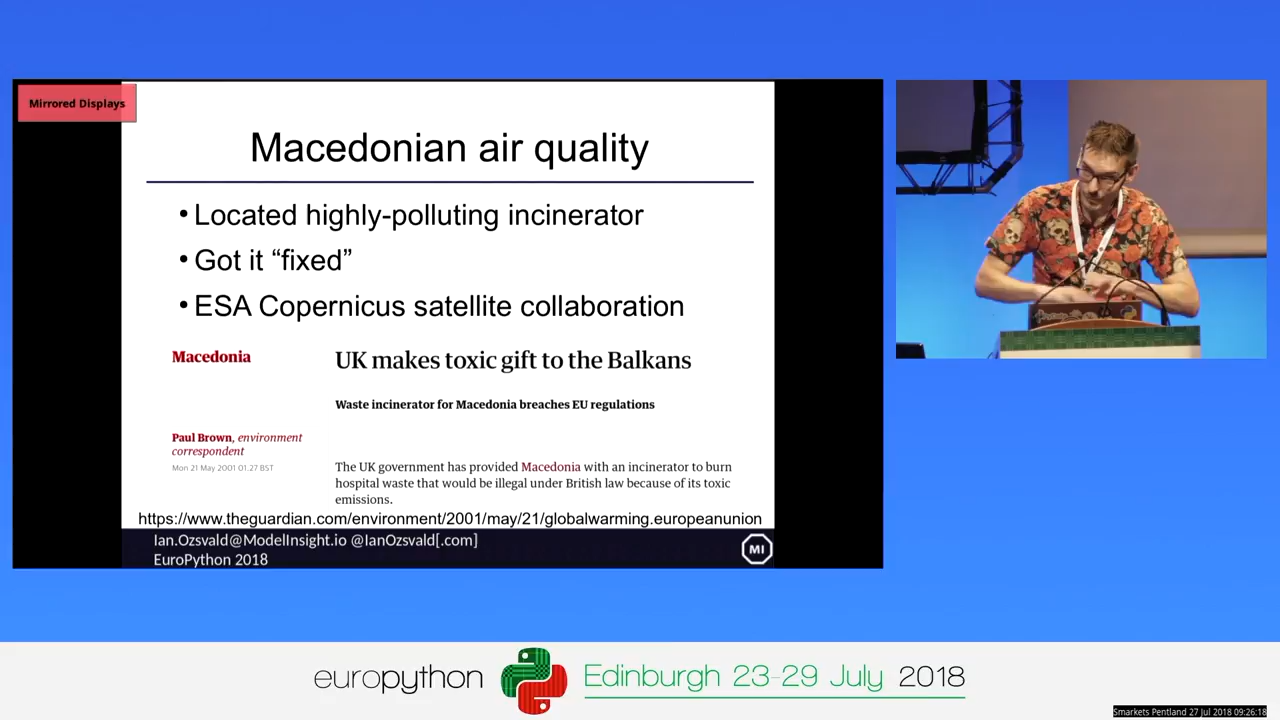 Mirrored Displays
Macedonian air quality
• Located highly-polluting incinerator
• Got it “fixed”
• ESA Copernicus satellite collaboration
Macedonia
UK makes toxic gift to the Balkans
Waste incinerator for Macedonia breaches EU regulations
Paul Brown, environment
correspondent
Mon 21 May 2001 01.27 BST
The UK government has provided Macedonia with an incinerator to burn
hospital waste that would be illegal under British law because of its toxic
emissions.
https://www.theguardian.com/environment/2001/may/21/globalwarming.europeanunion
Ian.Ozsvald@ModelInsight.io @IanOzsvald[.com]
EuroPython 2018
MI
europython
Edinburgh 23-29 July 2018
Smarkets Pentland 27 Jul 2018 09:26:18